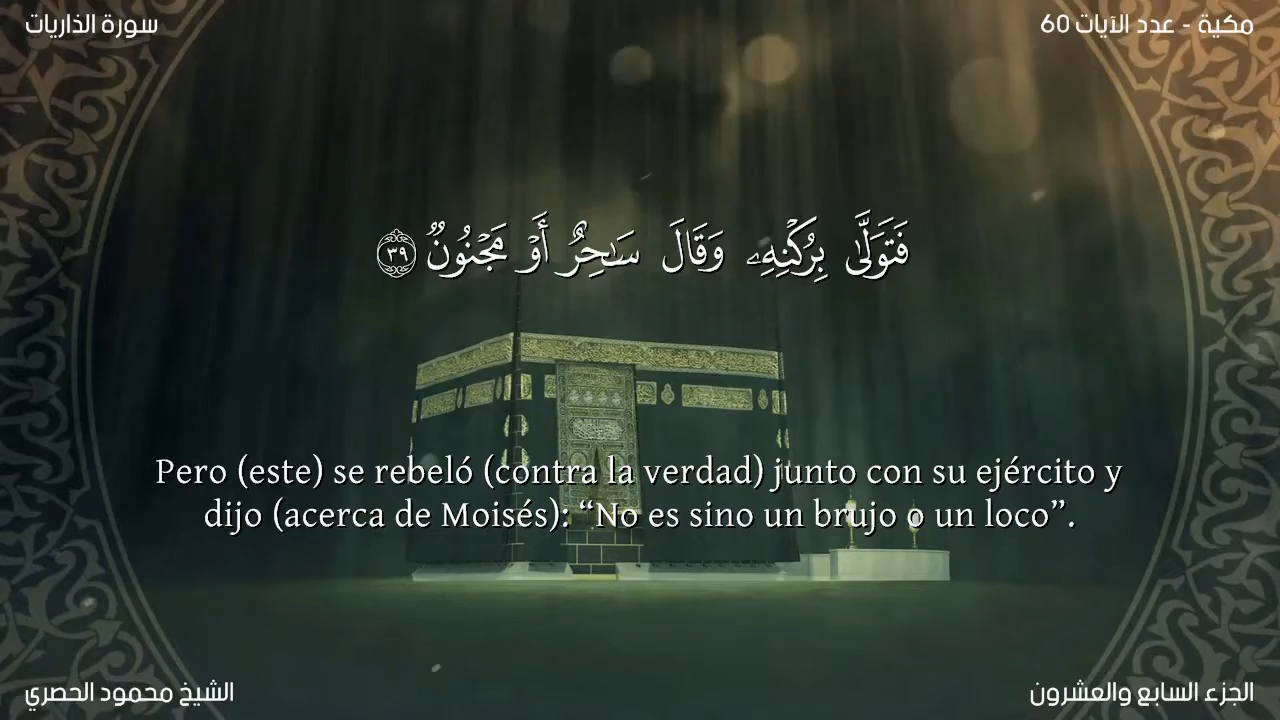 سورة الذاريات
مكية - عدد الآيات 60
فَتَوَلَّىٰ بِرُكْنِهِۦ وَقَالَ سَـٰحِرٌ أَوْ مَجْنُونٌ ٣٩
Pero (este) se rebeló (contra la verdad) junto con su ejército y
dijo (acerca de Moisés): “No es sino un brujo o un loco”.
الشيخ محمود الحصري
الجزء السابع والعشرون